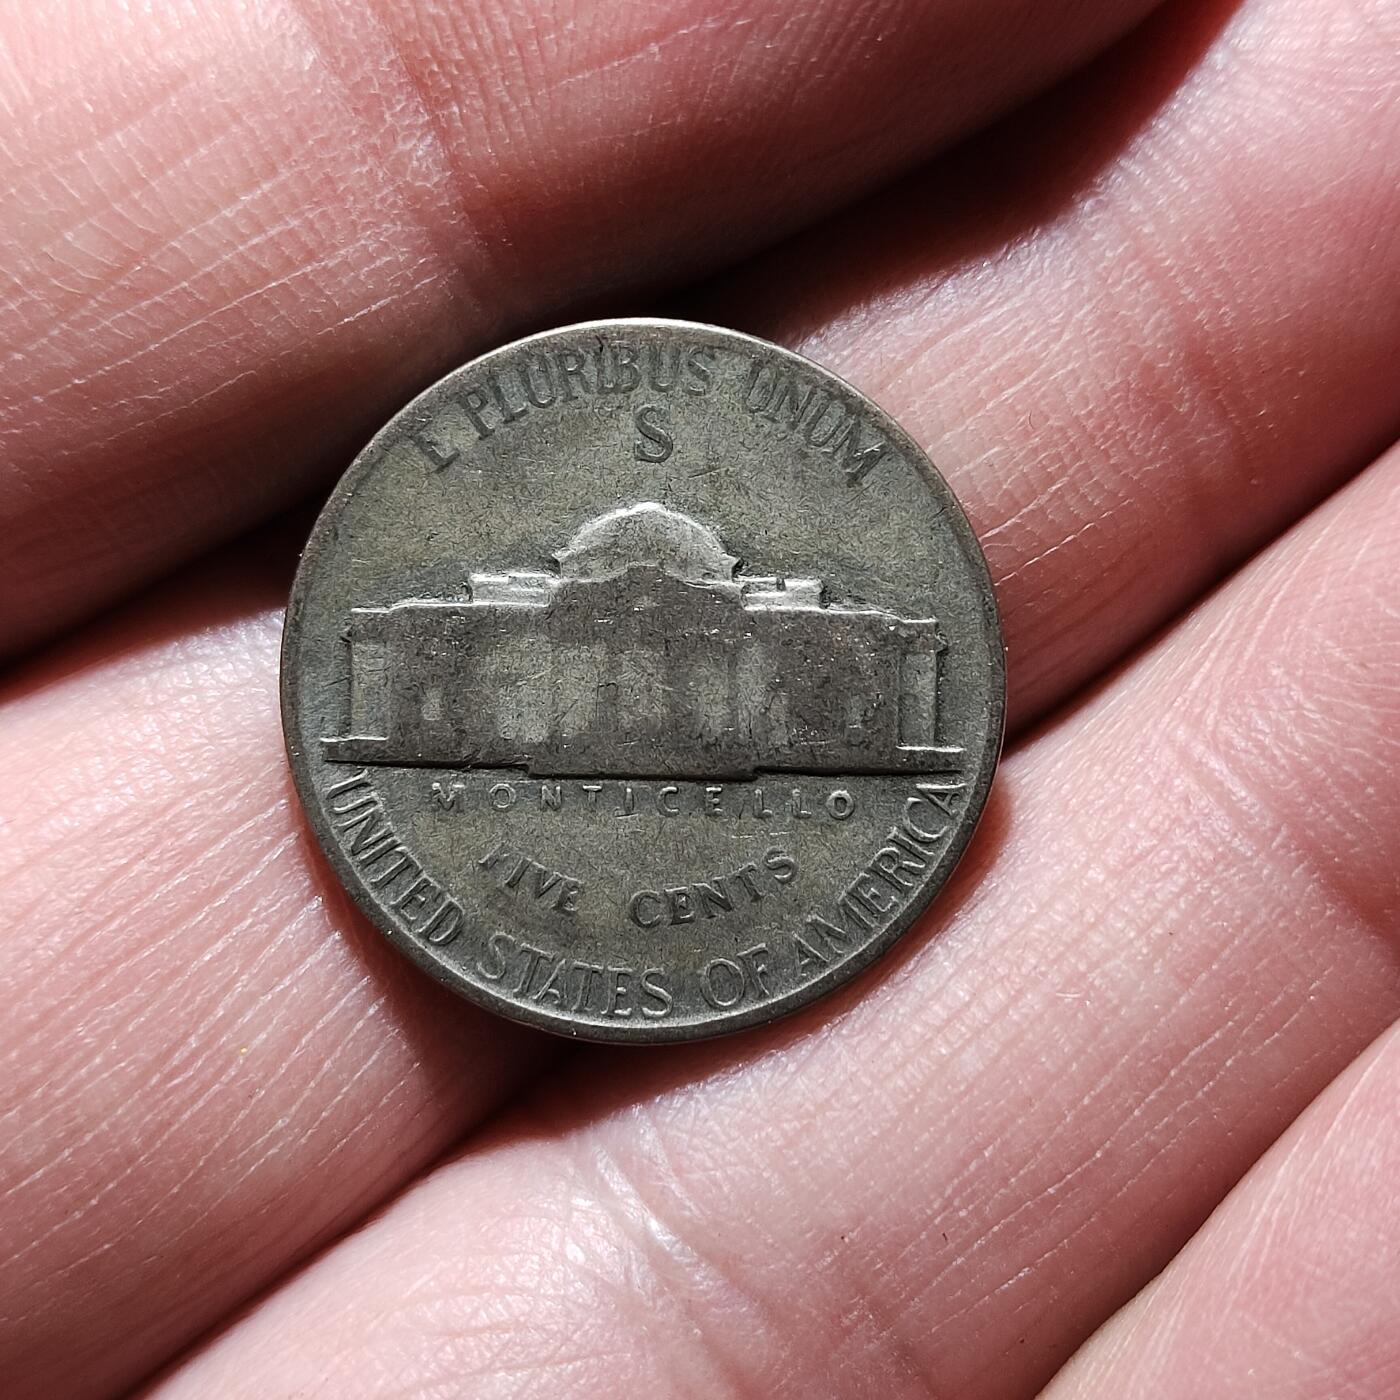 E PLURIBUS UNUM
S
MONTICELLO
FIVE CENTS
UNITED STATES OF AMERICA